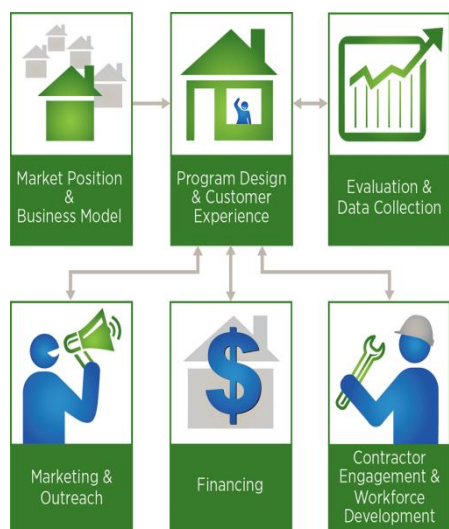 Market Position
&
Business Model
Program Design
& Customer
Experience
Evaluation &
Data Collection
Marketing &
Outreach
$
Financing
Contractor
Engagement &
Workforce
Development